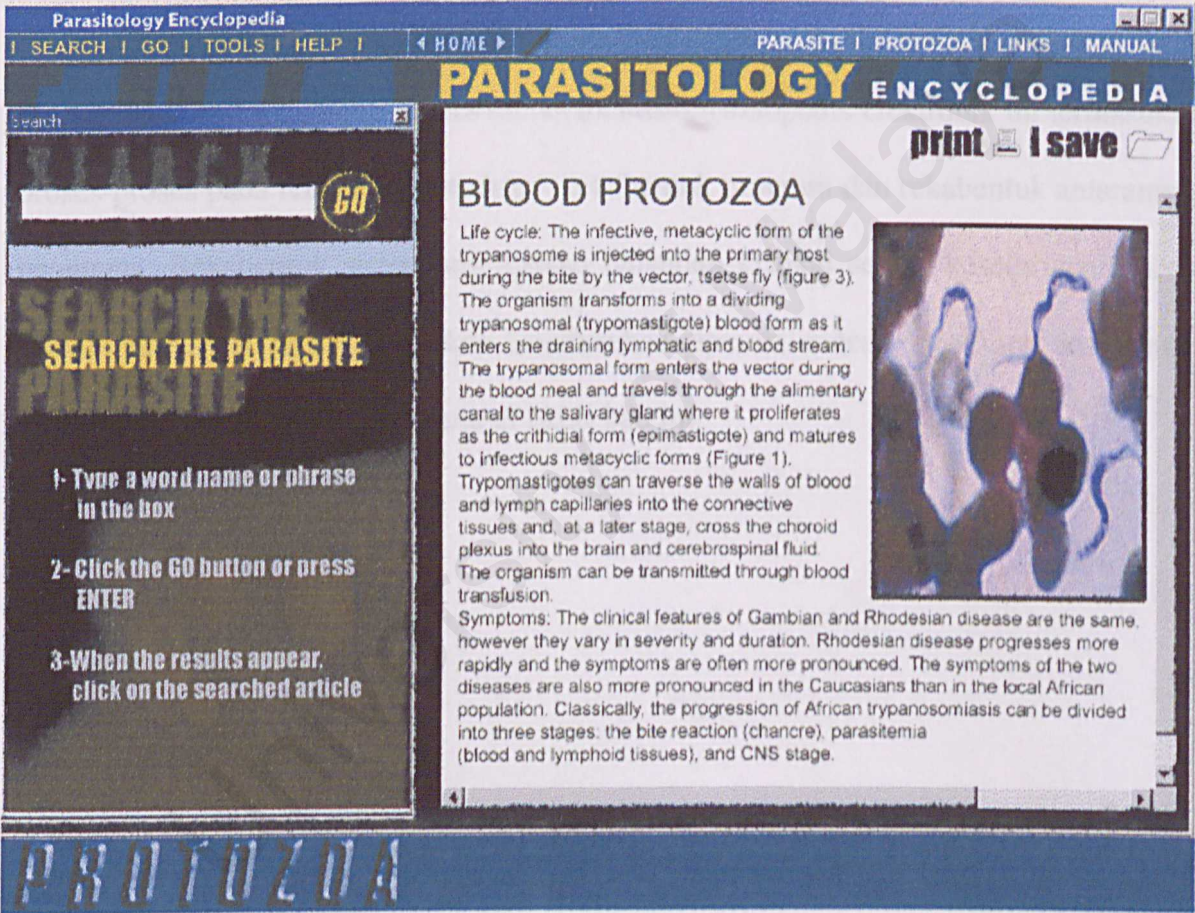 Parasitology Encyclopedia
I SEARCH I GO I TOOLS I HELP I
HOME
PARASITE I PROTOZOA I LINKS I MANUAL
PARASITOLOGY ENCYCLOPEDIA
Search
SEARCH
GO
SEARCH THE
PARASITE
SEARCH THE PARASITE
1- Type a word name or phrase
in the box
2- Click the GO button or press
ENTER
3-When the results appear,
click on the searched article
print I save
BLOOD PROTOZOA
Life cycle: The infective, metacyclic form of the
trypanosome is injected into the primary host
during the bite by the vector, tsetse fly (figure 3).
The organism transforms into a dividing
trypanosomal (trypomastigote) blood form as it
enters the draining lymphatic and blood stream.
The trypanosomal form enters the vector during
the blood meal and travels through the alimentary
canal to the salivary gland where it proliferates
as the crithidial form (epimastigote) and matures
to infectious metacyclic forms (Figure 1).
Trypomastigotes can traverse the walls of blood
and lymph capillaries into the connective
tissues and, at a later stage, cross the choroid
plexus into the brain and cerebrospinal fluid.
The organism can be transmitted through blood
transfusion.
Symptoms: The clinical features of Gambian and Rhodesian disease are the same,
however they vary in severity and duration. Rhodesian disease progresses more
rapidly and the symptoms are often more pronounced. The symptoms of the two
diseases are also more pronounced in the Caucasians than in the local African
population. Classically, the progression of African trypanosomiasis can be divided
into three stages: the bite reaction (chancre), parasitemia
(blood and lymphoid tissues), and CNS stage.
PROTOZOA